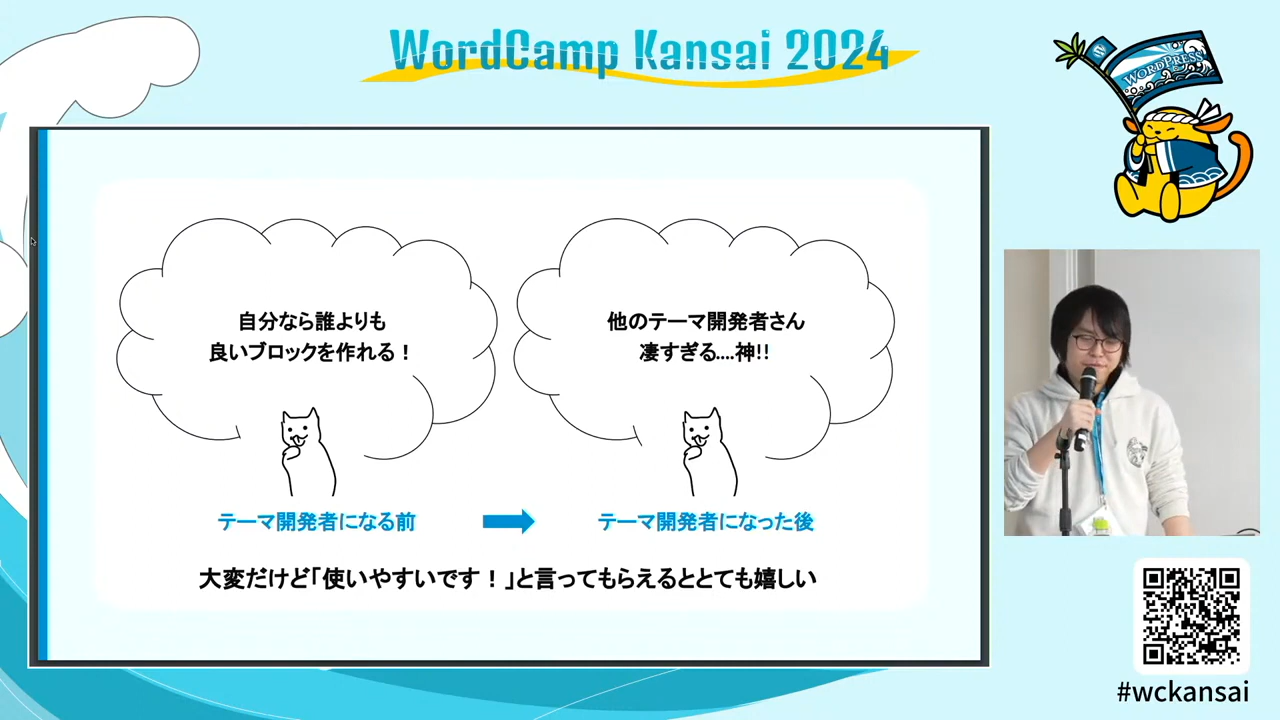 WordCamp Kansai 2024
W
WORDPRESS
自分なら誰よりも
良いブロックを作れる！
他のテーマ開発者さん
凄すぎる....神!!
テーマ開発者になる前
テーマ開発者になった後
大変だけど「使いやすいです！」と言ってもらえるととても嬉しい
#wckansai